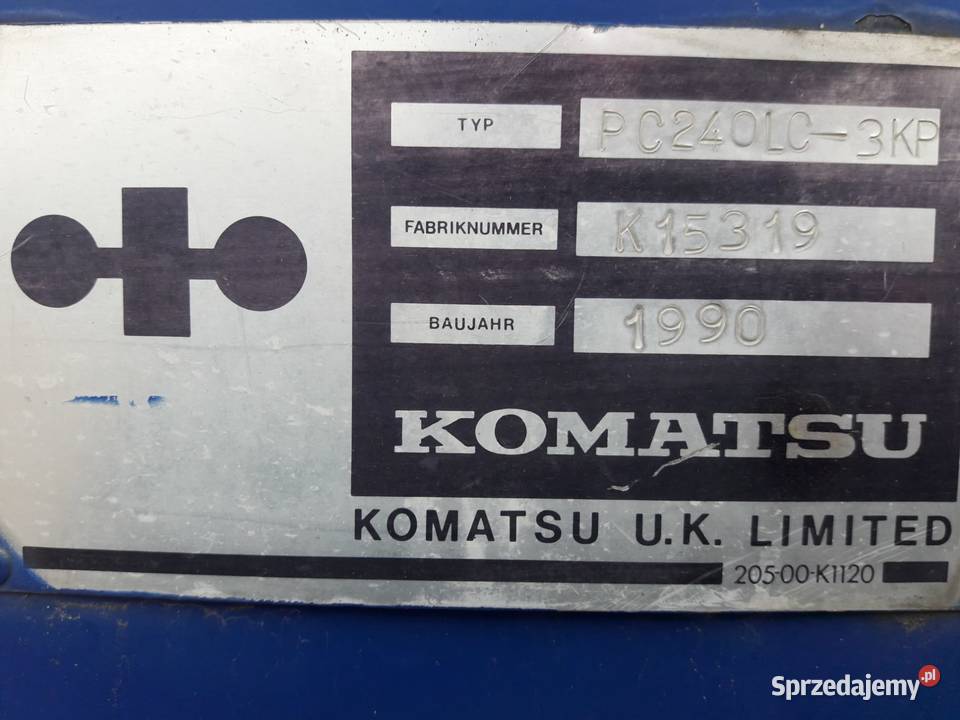 TYP PC240LC-3KP
FABRIKNUMMER K15319
BAUJAHR 1990
KOMATSU
KOMATSU U.K. LIMITED
205-00-K1120
Sprzedajemy.pl